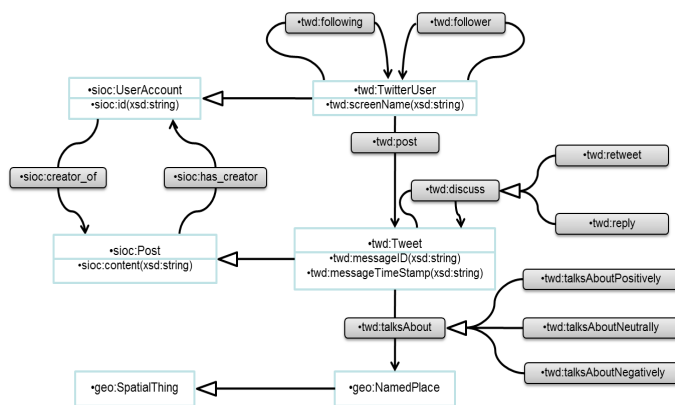 •twd:following
•twd:follower
•sioc:UserAccount
•sioc:id(xsd:string)
•twd:TwitterUser
•twd:screenName(xsd:string)
•twd:post
•twd:retweet
•sioc:creator_of
•sioc:has_creator
•twd:discuss
•twd:reply
•sioc:Post
•sioc:content(xsd:string)
•twd:Tweet
•twd:messageID(xsd:string)
•twd:messageTimeStamp(xsd:string)
•twd:talksAboutPositively
•twd:talksAbout
•twd:talksAboutNeutrally
•twd:talksAboutNegatively
•geo:SpatialThing
•geo:NamedPlace